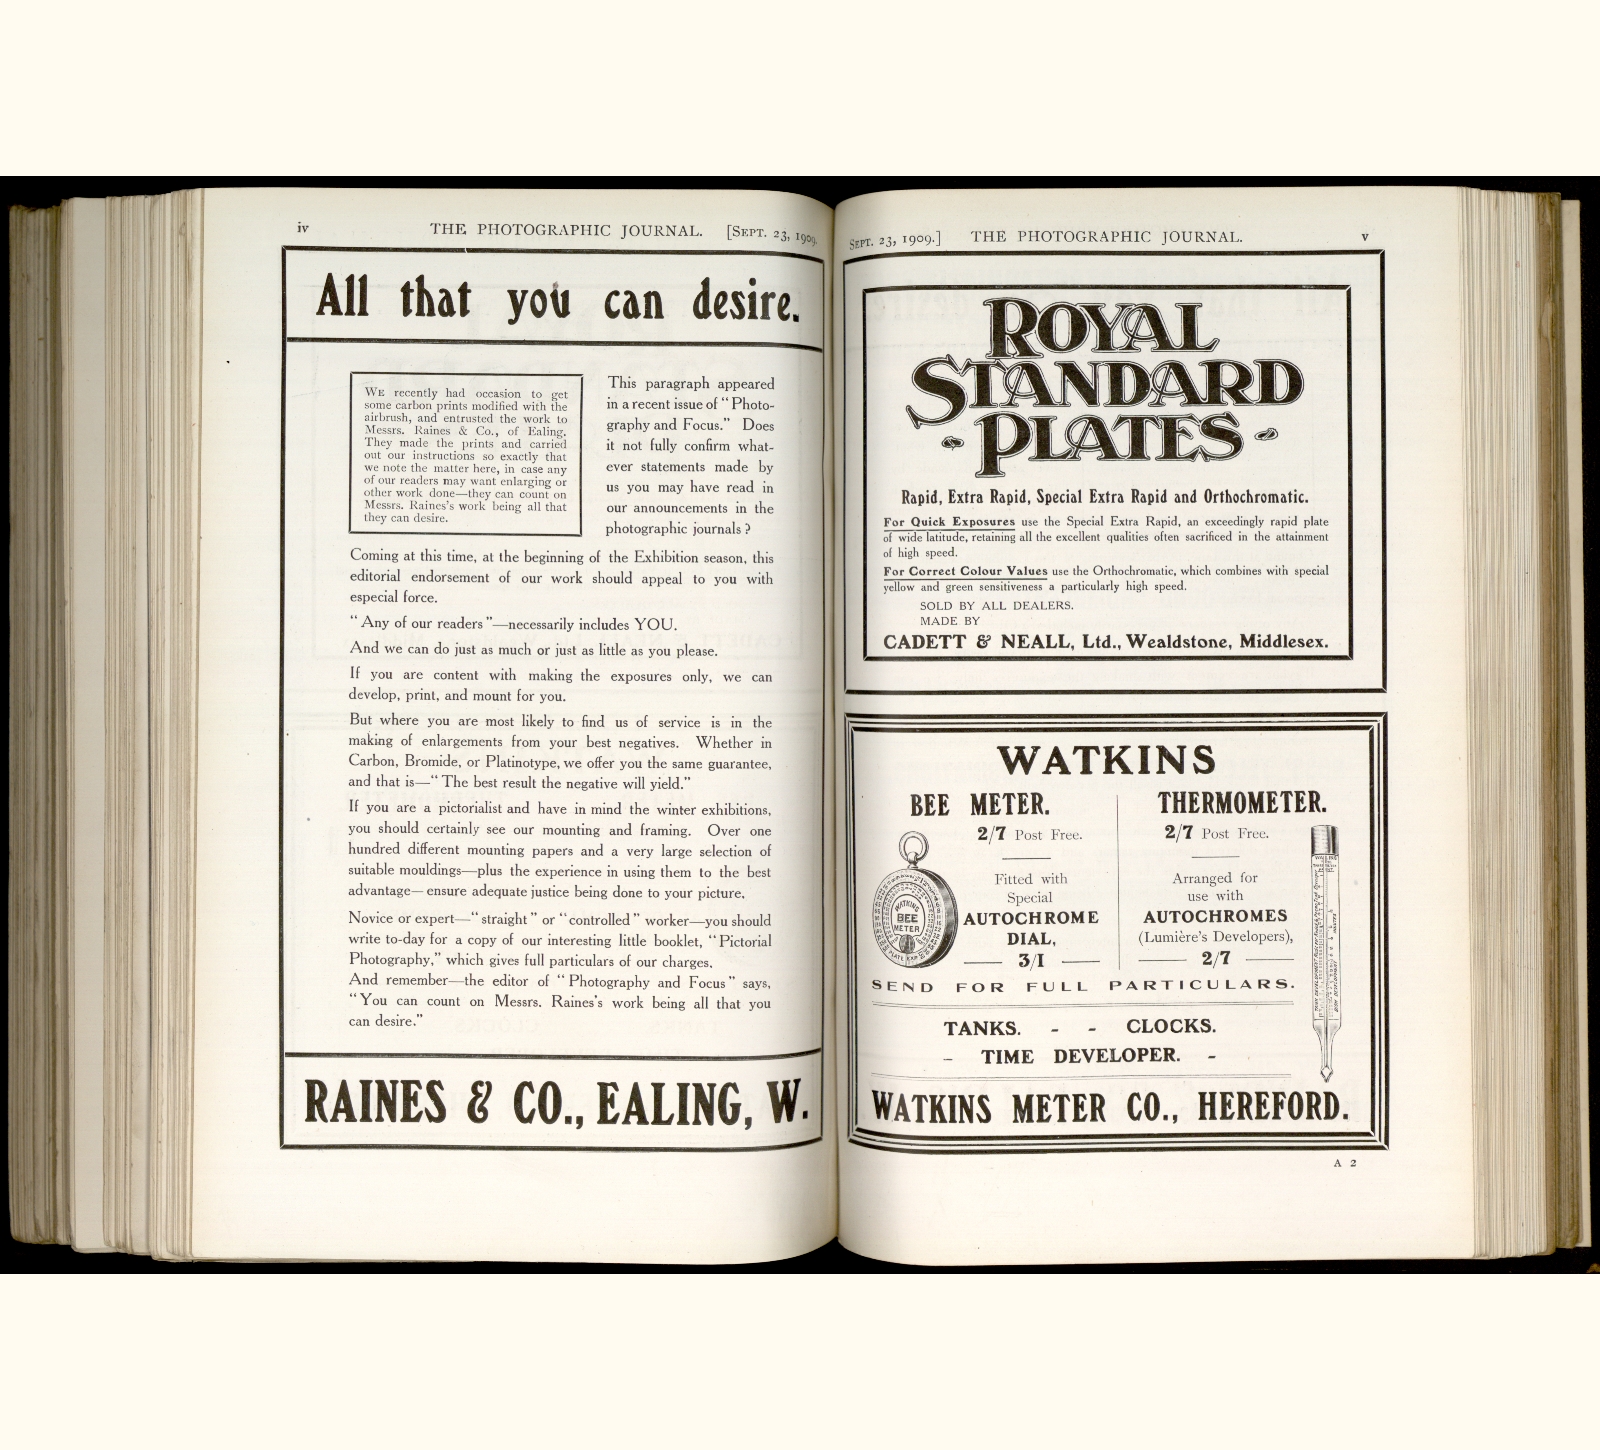 iv
THE PHOTOGRAPHIC JOURNAL.
[SEPT. 23, 1909.
All that you can desire.
WE recently had occasion to get
some carbon prints modified with the
airbrush, and entrusted the work to
Messrs. Raines & Co., of Ealing.
They made the prints and carried
out our instructions so exactly that
we note the matter here, in case any
of our readers may want enlarging or
other work done—they can count on
Messrs. Raines's work being all that
they can desire.
This paragraph appeared
in a recent issue of "Photo-
graphy and Focus." Does
it not fully confirm what-
ever statements made by
us you may have read in
our announcements in the
photographic journals?
Coming at this time, at the beginning of the Exhibition season, this
editorial endorsement of our work should appeal to you with
especial force.
"Any of our readers"—necessarily includes YOU.
And we can do just as much or just as little as you please.
If you are content with making the exposures only, we can
develop, print, and mount for you.
But where you are most likely to find us of service is in the
making of enlargements from your best negatives. Whether in
Carbon, Bromide, or Platinotype, we offer you the same guarantee,
and that is—"The best result the negative will yield."
If you are a pictorialist and have in mind the winter exhibitions,
you should certainly see our mounting and framing. Over one
hundred different mounting papers and a very large selection of
suitable mouldings—plus the experience in using them to the best
advantage—ensure adequate justice being done to your picture.
Novice or expert—"straight" or "controlled" worker—you should
write to-day for a copy of our interesting little booklet, "Pictorial
Photography," which gives full particulars of our charges.
And remember—the editor of "Photography and Focus" says,
"You can count on Messrs. Raines's work being all that you
can desire."
RAINES & CO., EALING, W.
SEPT. 23, 1909.]
THE PHOTOGRAPHIC JOURNAL.
v
ROYAL
STANDARD
PLATES
Rapid, Extra Rapid, Special Extra Rapid and Orthochromatic.
For Quick Exposures use the Special Extra Rapid, an exceedingly rapid plate
of wide latitude, retaining all the excellent qualities often sacrificed in the attainment
of high speed.
For Correct Colour Values use the Orthochromatic, which combines with special
yellow and green sensitiveness a particularly high speed.
SOLD BY ALL DEALERS.
MADE BY
CADETT & NEALL, Ltd., Wealdstone, Middlesex.
WATKINS
BEE METER.
2/7 Post Free.
Fitted with
Special
AUTOCHROME
DIAL,
3/1
WATKINS
BEE
METER
THERMOMETER.
2/7 Post Free.
Arranged for
use with
AUTOCHROMES
(Lumière's Developers),
2/7
SEND FOR FULL PARTICULARS.
TANKS. - - CLOCKS.
- TIME DEVELOPER. -
WATKINS METER CO., HEREFORD.
A 2